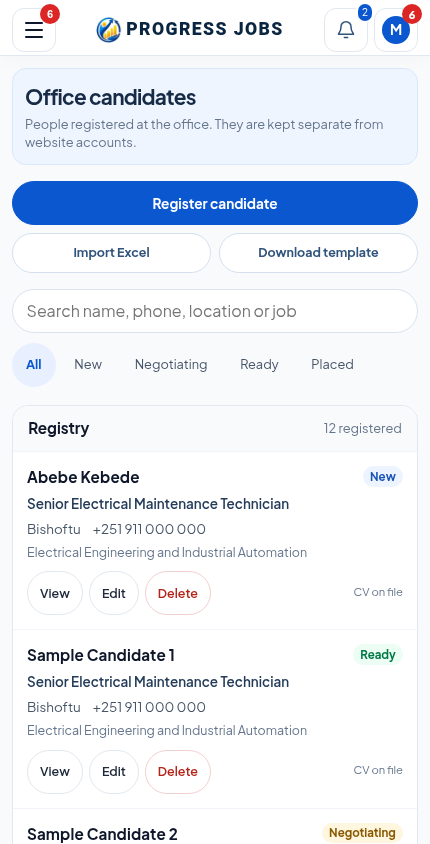 6
PROGRESS JOBS
2
M
6
Office candidates
People registered at the office. They are kept separate from
website accounts.
Register candidate
Import Excel
Download template
Search name, phone, location or job
All
New
Negotiating
Ready
Placed
Registry
12 registered
Abebe Kebede
New
Senior Electrical Maintenance Technician
Bishoftu +251 911 000 000
Electrical Engineering and Industrial Automation
View
Edit
Delete
CV on file
Sample Candidate 1
Ready
Senior Electrical Maintenance Technician
Bishoftu +251 911 000 000
Electrical Engineering and Industrial Automation
View
Edit
Delete
CV on file
Sample Candidate 2
Negotiating